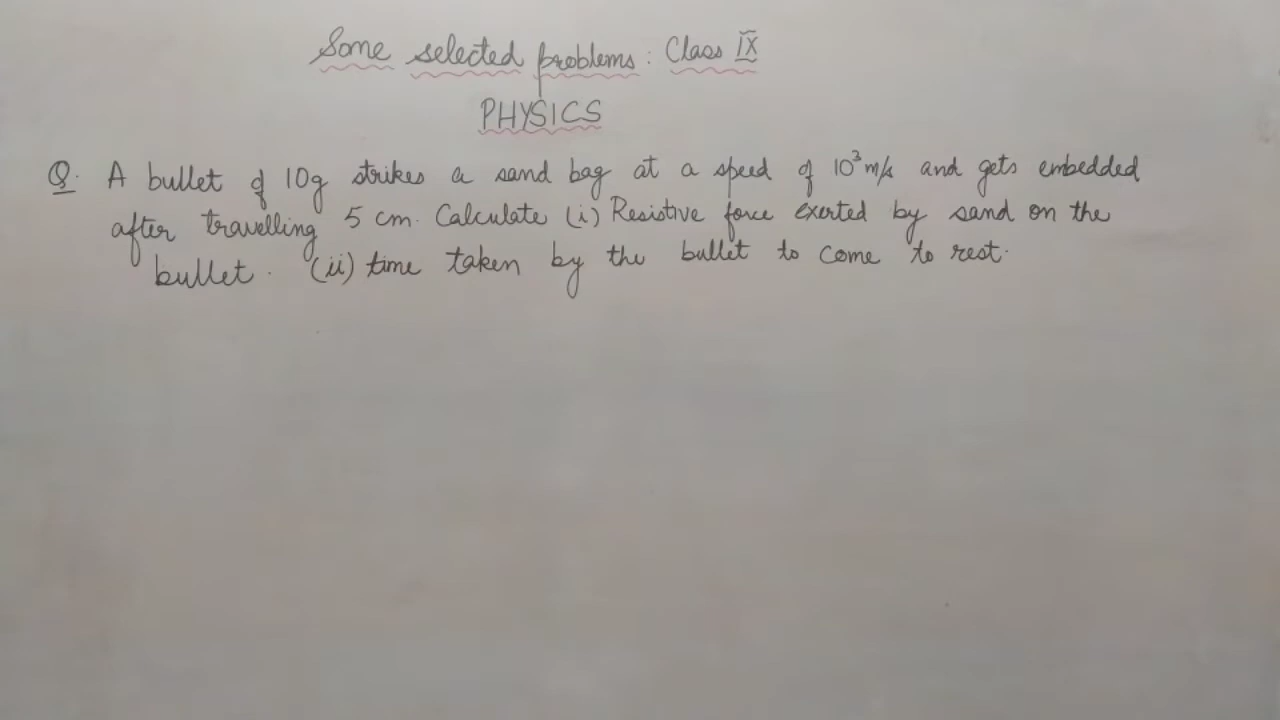 Some selected problems : Class IX
PHYSICS
Q. A bullet of 10g strikes a sand bag at a speed of 10³ m/s and gets embedded
after travelling 5 cm. Calculate (i) Resistive force exerted by sand on the
bullet. (ii) time taken by the bullet to come to rest.